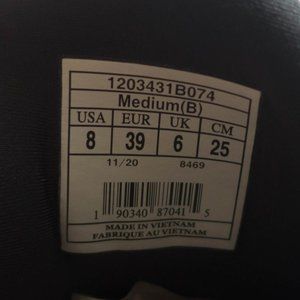 1203431B074
Medium(B)
USA EUR UK CM
8 39 6 25
11/20 8469
1 90340 87041 5
MADE IN VIETNAM
FABRIQUE AU VIETNAM